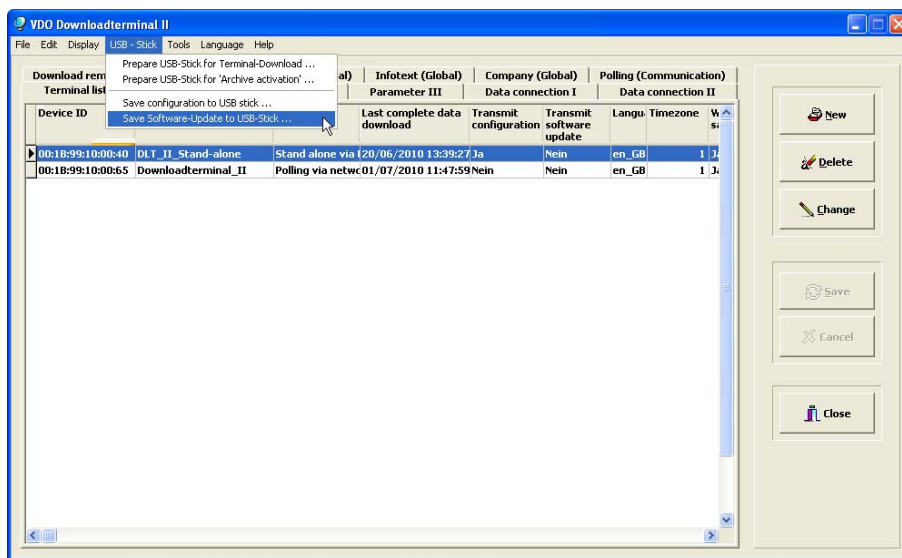 VDO Downloadterminal II
File Edit Display USB - Stick Tools Language Help
Prepare USB-Stick for Terminal-Download ...
Prepare USB-Stick for 'Archive activation' ...
Save configuration to USB stick ...
Save Software-Update to USB-Stick ...
Download rem al) Infotext (Global) Company (Global) Polling (Communication)
Terminal list Parameter III Data connection I Data connection II
Device ID Last complete data download Transmit configuration Transmit software update Langu. Timezone
00:1B:99:10:00:40 DLT_II_Stand-alone Stand alone via 20/06/2010 13:39:27 Ja Nein en_GB 1
00:1B:99:10:00:65 Downloadterminal_II Polling via netw 01/07/2010 11:47:59 Nein Nein en_GB 1
New
Delete
Change
Save
Cancel
Close